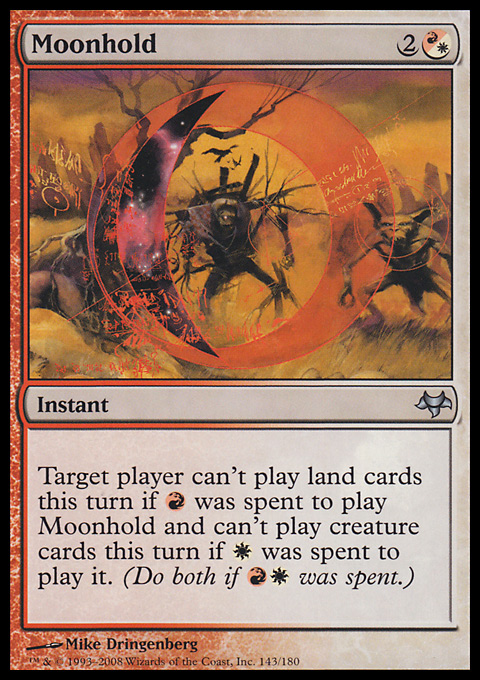 Moonhold 2
Instant
Target player can't play land cards
this turn if was spent to play
Moonhold and can't play creature
cards this turn if was spent to
play it. (Do both if was spent.)
Mike Dringenberg
™ & © 1993–2008 Wizards of the Coast, Inc. 143/180